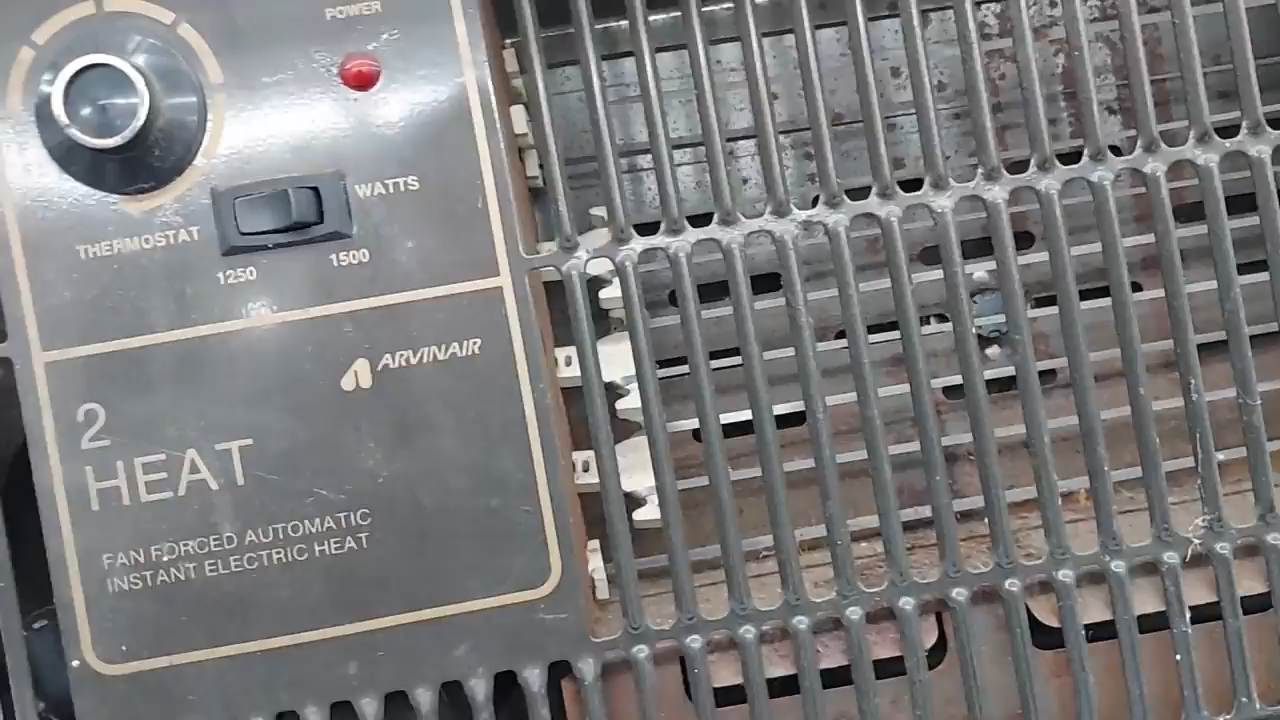 POWER
WATTS
THERMOSTAT
1250
1500
ARVINAIR
2
HEAT
FAN FORCED AUTOMATIC
INSTANT ELECTRIC HEAT